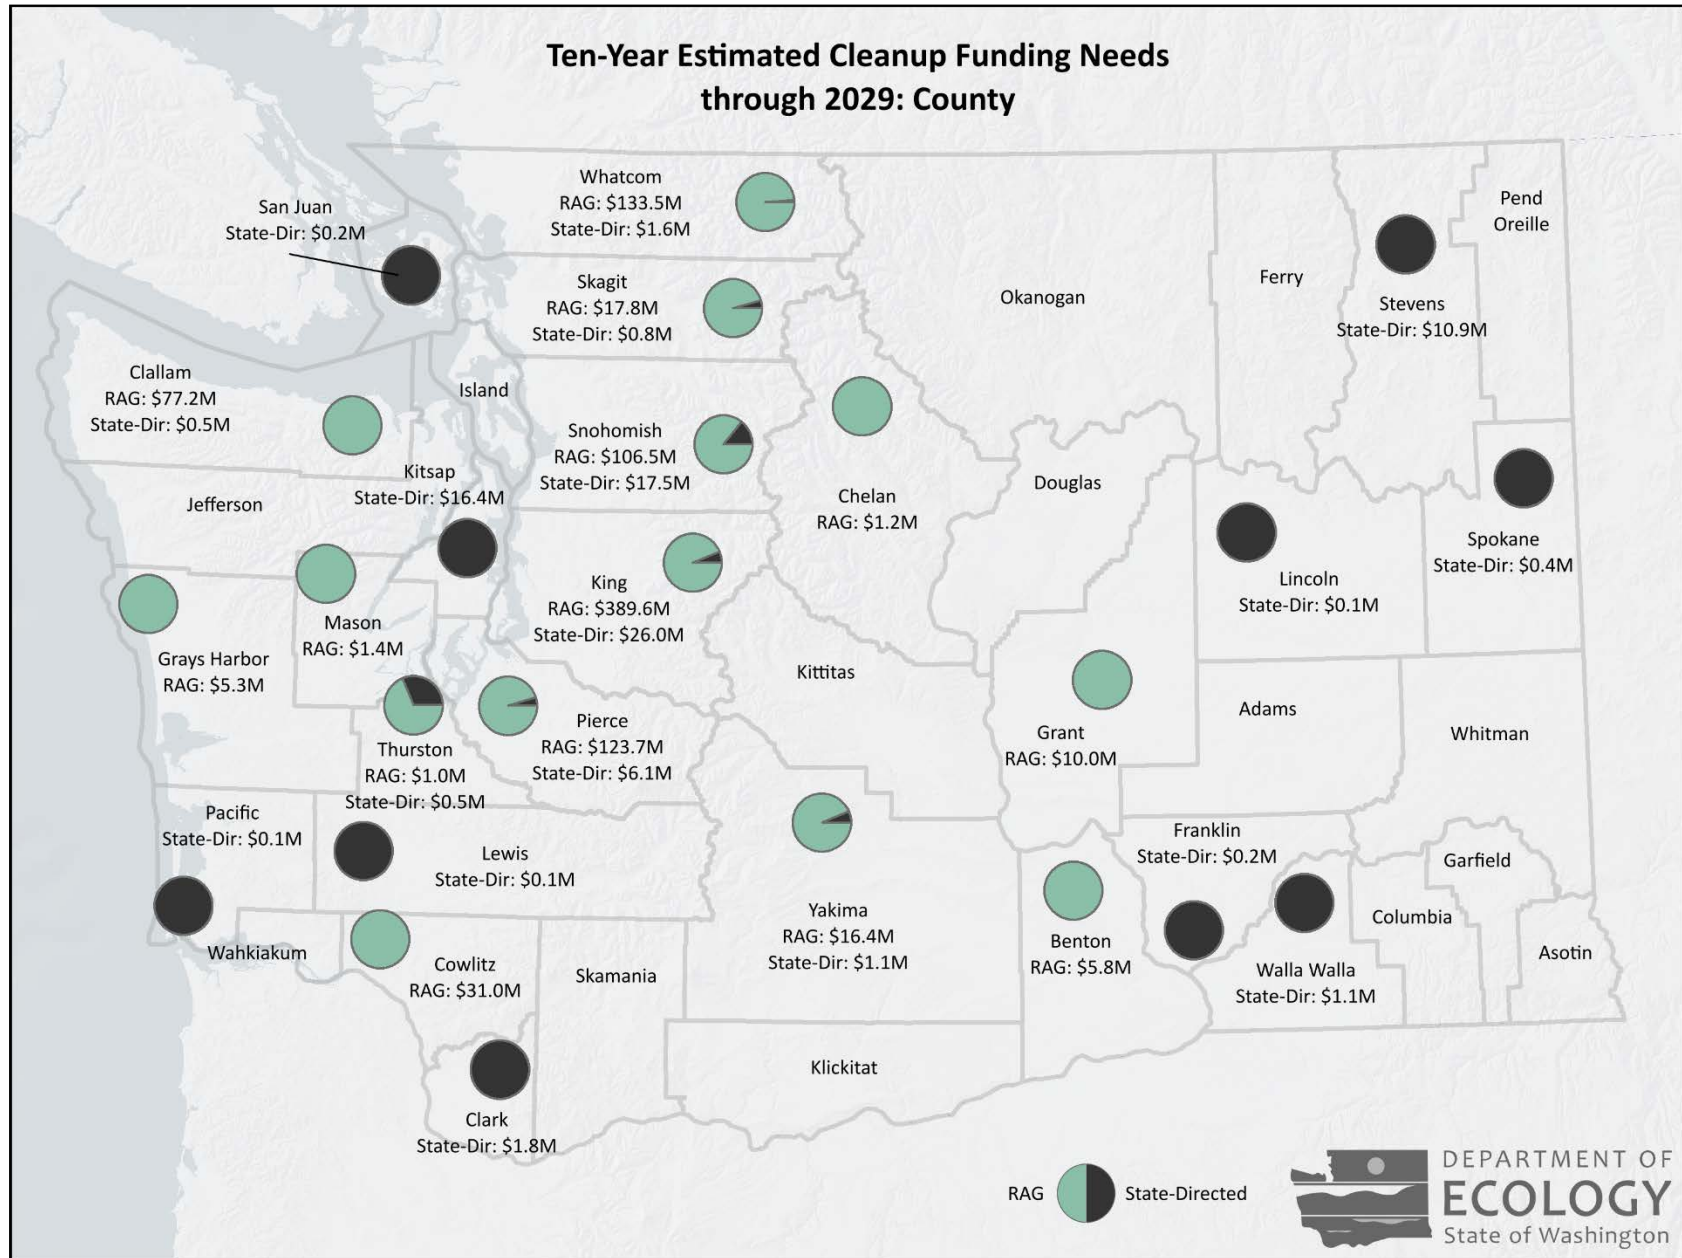 Ten-Year Estimated Cleanup Funding Needs
through 2029: County
Whatcom
RAG: $133.5M
State-Dir: $1.6M
San Juan
State-Dir: $0.2M
Skagit
RAG: $17.8M
State-Dir: $0.8M
Okanogan
Ferry
Pend
Oreille
Stevens
State-Dir: $10.9M
Clallam
RAG: $77.2M
State-Dir: $0.5M
Island
Snohomish
RAG: $106.5M
State-Dir: $17.5M
Kitsap
State-Dir: $16.4M
Jefferson
Chelan
RAG: $1.2M
Douglas
Lincoln
State-Dir: $0.1M
Spokane
State-Dir: $0.4M
King
RAG: $389.6M
State-Dir: $26.0M
Mason
RAG: $1.4M
Grays Harbor
RAG: $5.3M
Kittitas
Grant
RAG: $10.0M
Adams
Whitman
Thurston
RAG: $1.0M
State-Dir: $0.5M
Pierce
RAG: $123.7M
State-Dir: $6.1M
Pacific
State-Dir: $0.1M
Lewis
State-Dir: $0.1M
Franklin
State-Dir: $0.2M
Garfield
Yakima
RAG: $16.4M
State-Dir: $1.1M
Benton
RAG: $5.8M
Columbia
Walla Walla
State-Dir: $1.1M
Asotin
Wahkiakum
Cowlitz
RAG: $31.0M
Skamania
Klickitat
Clark
State-Dir: $1.8M
RAG
State-Directed
DEPARTMENT OF
ECOLOGY
State of Washington